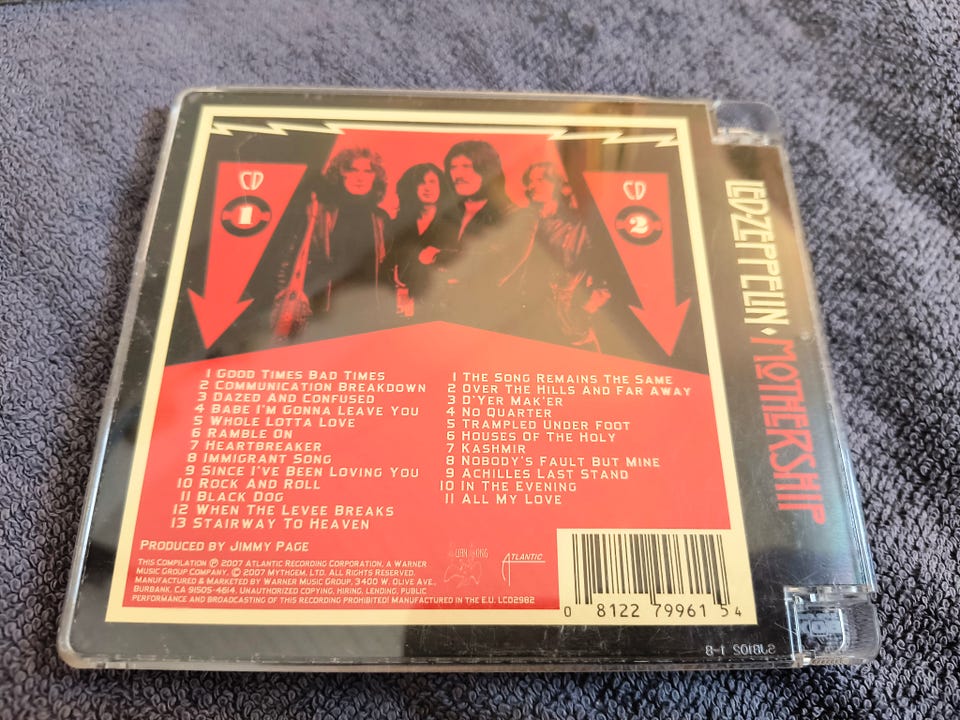 CD
1
CD
2
LED·ZEPPELIN · MOTHERSHIP
1 GOOD TIMES BAD TIMES
2 COMMUNICATION BREAKDOWN
3 DAZED AND CONFUSED
4 BABE I'M GONNA LEAVE YOU
5 WHOLE LOTTA LOVE
6 RAMBLE ON
7 HEARTBREAKER
8 IMMIGRANT SONG
9 SINCE I'VE BEEN LOVING YOU
10 ROCK AND ROLL
11 BLACK DOG
12 WHEN THE LEVEE BREAKS
13 STAIRWAY TO HEAVEN
1 THE SONG REMAINS THE SAME
2 OVER THE HILLS AND FAR AWAY
3 D'YER MAK'ER
4 NO QUARTER
5 TRAMPLED UNDER FOOT
6 HOUSES OF THE HOLY
7 KASHMIR
8 NOBODY'S FAULT BUT MINE
9 ACHILLES LAST STAND
10 IN THE EVENING
11 ALL MY LOVE
PRODUCED BY JIMMY PAGE
THIS COMPILATION ℗ 2007 ATLANTIC RECORDING CORPORATION, A WARNER
MUSIC GROUP COMPANY. © 2007 MYTHGEM, LTD. ALL RIGHTS RESERVED.
MANUFACTURED & MARKETED BY WARNER MUSIC GROUP, 3400 W. OLIVE AVE.,
BURBANK, CA 91505-4614. UNAUTHORIZED COPYING, HIRING, LENDING, PUBLIC
PERFORMANCE AND BROADCASTING OF THIS RECORDING PROHIBITED! MANUFACTURED IN THE E.U. LC02982
SWAN SONG
ATLANTIC
0 81227 99615 4